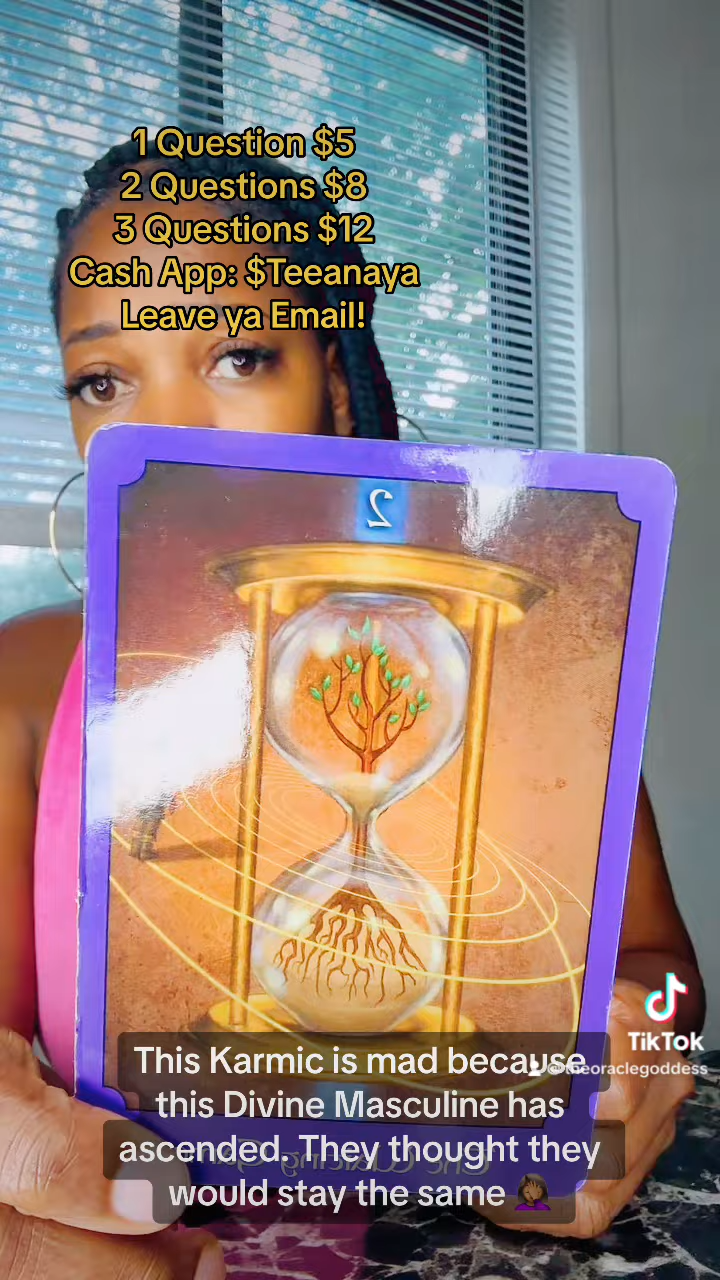 1 Question $5
2 Questions $8
3 Questions $12
Cash App: $Teeanaya
Leave ya Email!
2
TikTok
@theoraclegoddess
This Karmic is mad because
this Divine Masculine has
ascended. They thought they
would stay the same 🤦🏾‍♀️